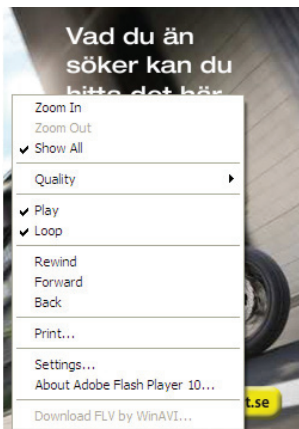 Vad du än
söker kan du
hitta det här
Zoom In
Zoom Out
Show All
Quality
Play
Loop
Rewind
Forward
Back
Print...
Settings...
About Adobe Flash Player 10...
t.se
Download FLV by WinAVI...